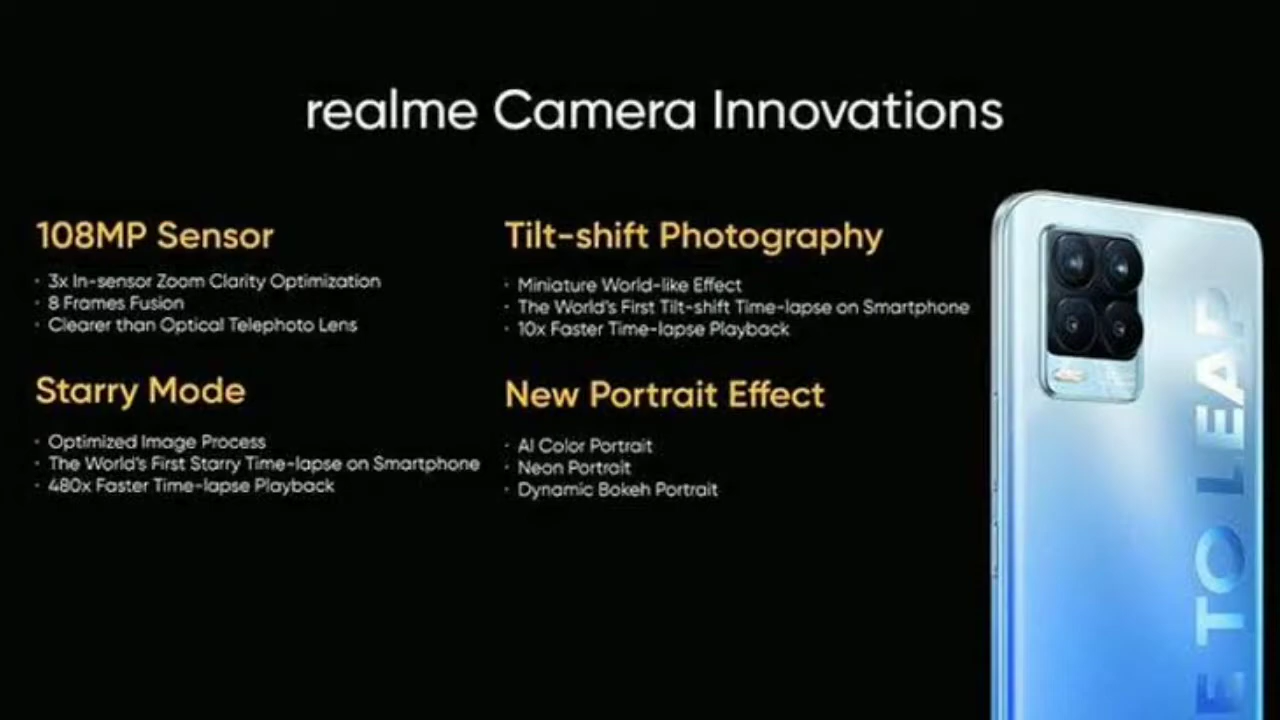 realme Camera Innovations
108MP Sensor
· 3x In-sensor Zoom Clarity Optimization
· 8 Frames Fusion
· Clearer than Optical Telephoto Lens
Starry Mode
· Optimized Image Process
· The World's First Starry Time-lapse on Smartphone
· 480x Faster Time-lapse Playback
Tilt-shift Photography
· Miniature World-like Effect
· The World's First Tilt-shift Time-lapse on Smartphone
· 10x Faster Time-lapse Playback
New Portrait Effect
· AI Color Portrait
· Neon Portrait
· Dynamic Bokeh Portrait
E TO LEAP